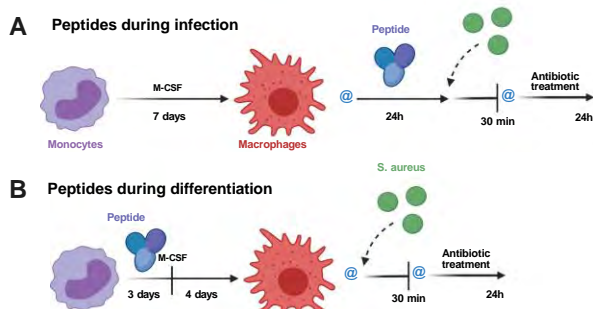 A Peptides during infection
Peptide
M-CSF
7 days
Monocytes
Macrophages
@
24h
30 min
@
Antibiotic
treatment
24h
S. aureus
B Peptides during differentiation
Peptide
M-CSF
3 days 4 days
@
30 min
@
Antibiotic
treatment
24h